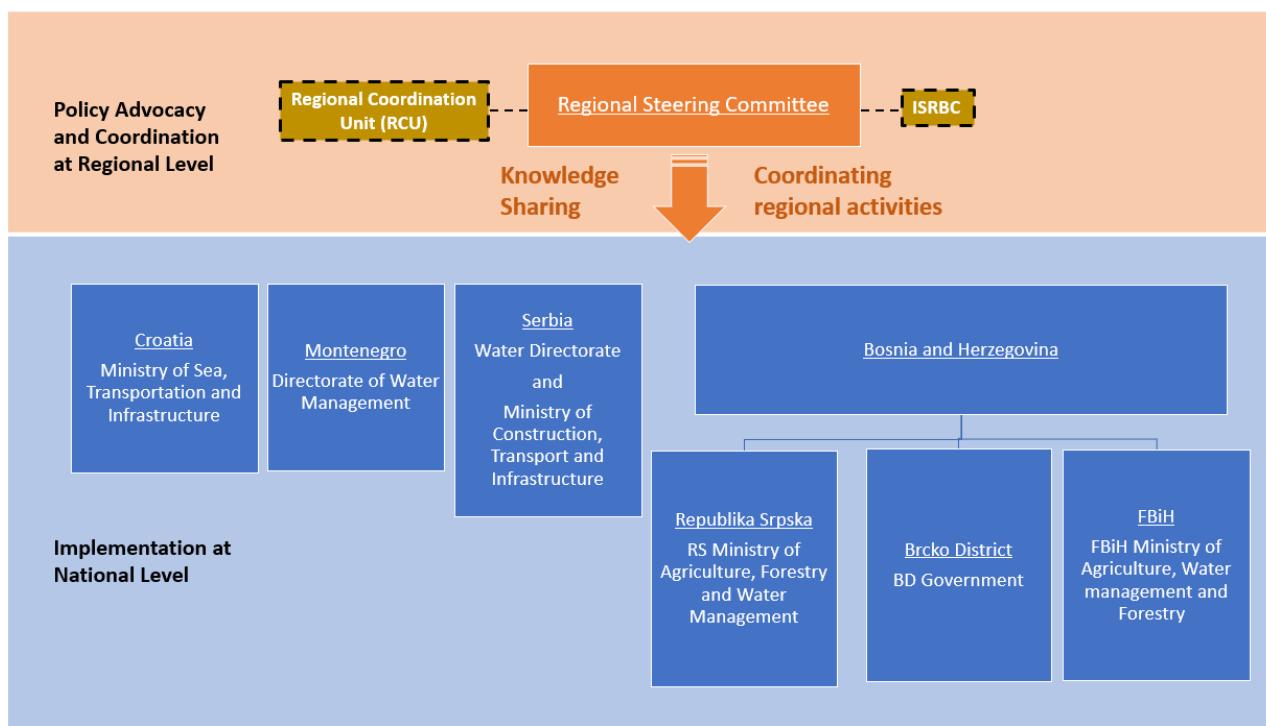 Policy Advocacy
and Coordination
at Regional Level
Regional Coordination
Unit (RCU)
Regional Steering Committee
ISRBC
Knowledge
Sharing
Coordinating
regional activities
Croatia
Ministry of Sea,
Transportation and
Infrastructure
Montenegro
Directorate of Water
Management
Serbia
Water Directorate
and
Ministry of
Construction,
Transport and
Infrastructure
Bosnia and Herzegovina
Republika Srpska
RS Ministry of
Agriculture, Forestry
and Water
Management
Brcko District
BD Government
FBiH
FBiH Ministry of
Agriculture, Water
management and
Forestry
Implementation at
National Level